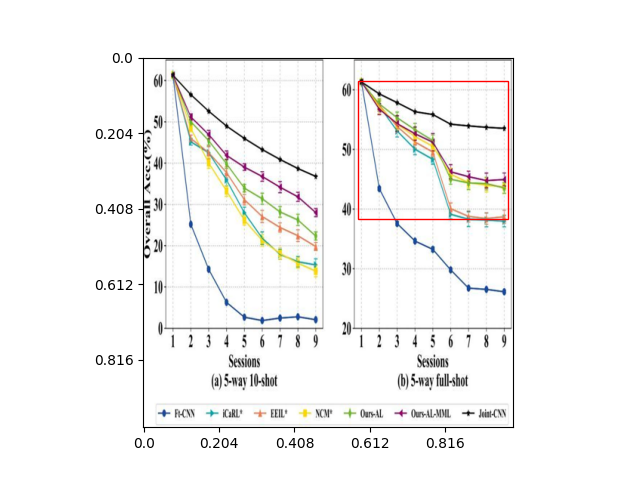 0.0
0.204
0.408
0.612
0.816
0.0 0.204 0.408 0.612 0.816
Overall Acc.(%)
60
50
40
30
20
10
0
1 2 3 4 5 6 7 8 9
Sessions
(a) 5-way 10-shot
60
50
40
30
20
1 2 3 4 5 6 7 8 9
Sessions
(b) 5-way full-shot
Ft-CNN iCaRL* EEIL* NCM* Ours-AL Ours-AL-MML Joint-CNN